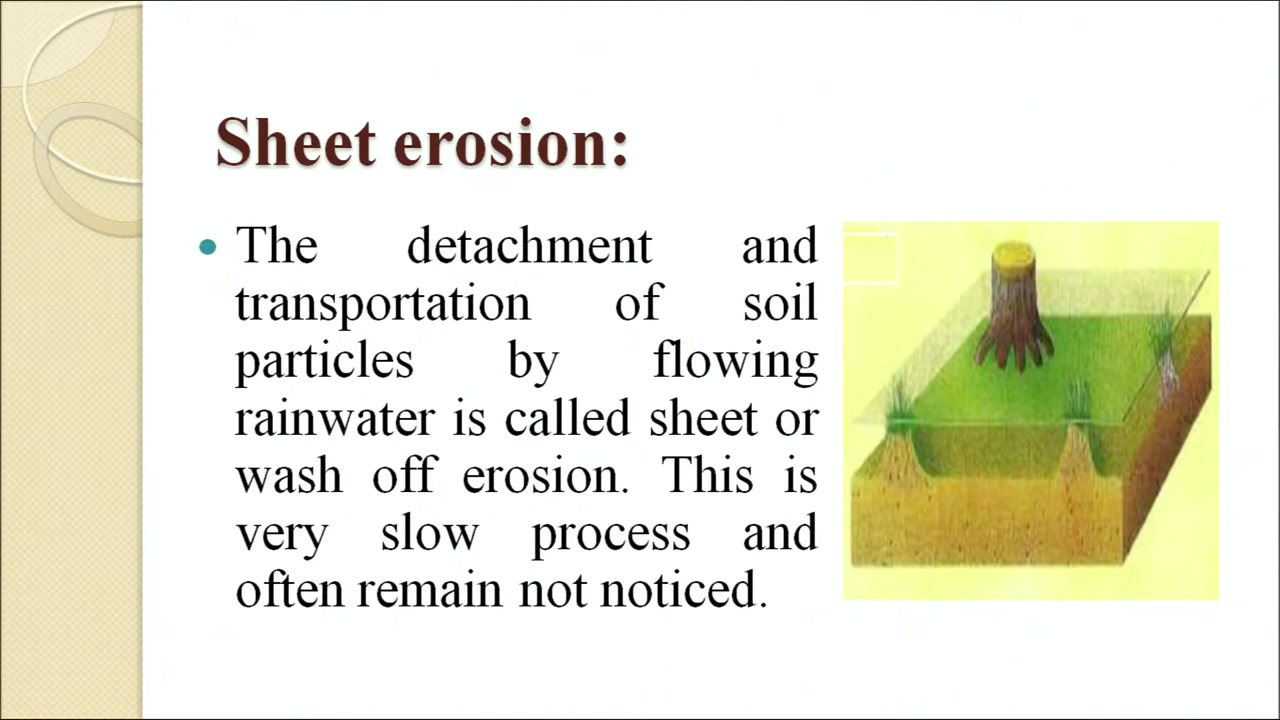 Sheet erosion:
The detachment and
transportation of soil
particles by flowing
rainwater is called sheet or
wash off erosion. This is
very slow process and
often remain not noticed.